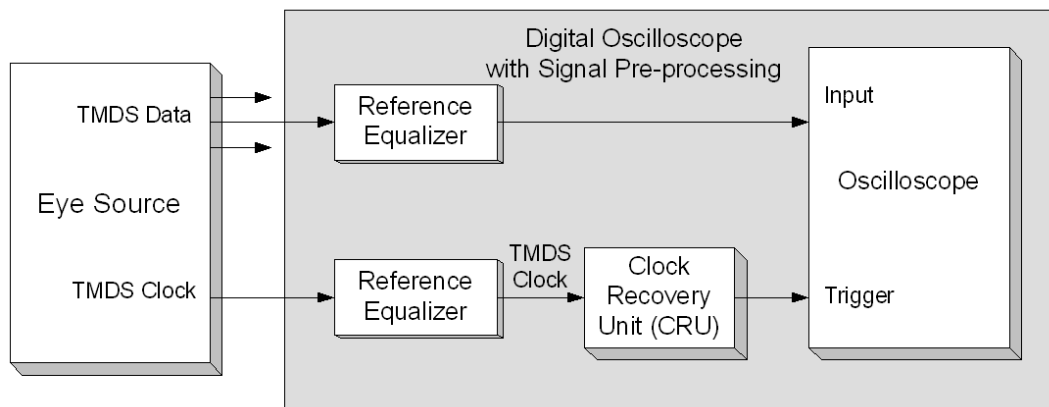 Digital Oscilloscope
with Signal Pre-processing
TMDS Data
Eye Source
TMDS Clock
Reference
Equalizer
Reference
Equalizer
TMDS
Clock
Clock
Recovery
Unit (CRU)
Input
Oscilloscope
Trigger